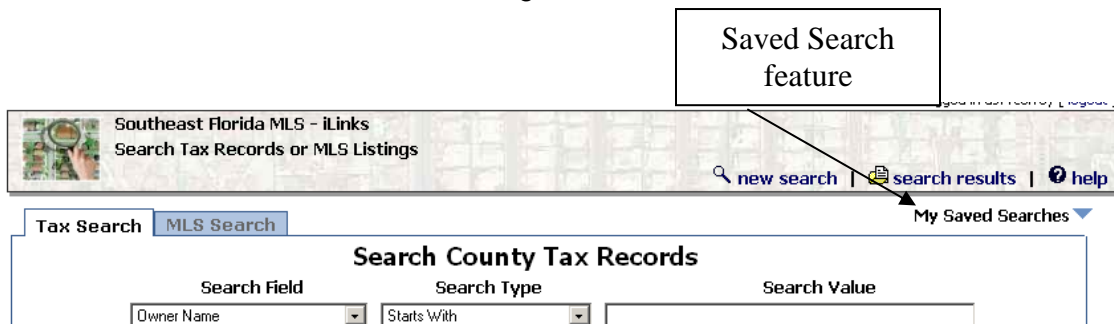 Saved Search
feature
Southeast Florida MLS - iLinks
Search Tax Records or MLS Listings
new search | search results | help
My Saved Searches
Tax Search MLS Search
Search County Tax Records
Search Field Search Type Search Value
Owner Name Starts With